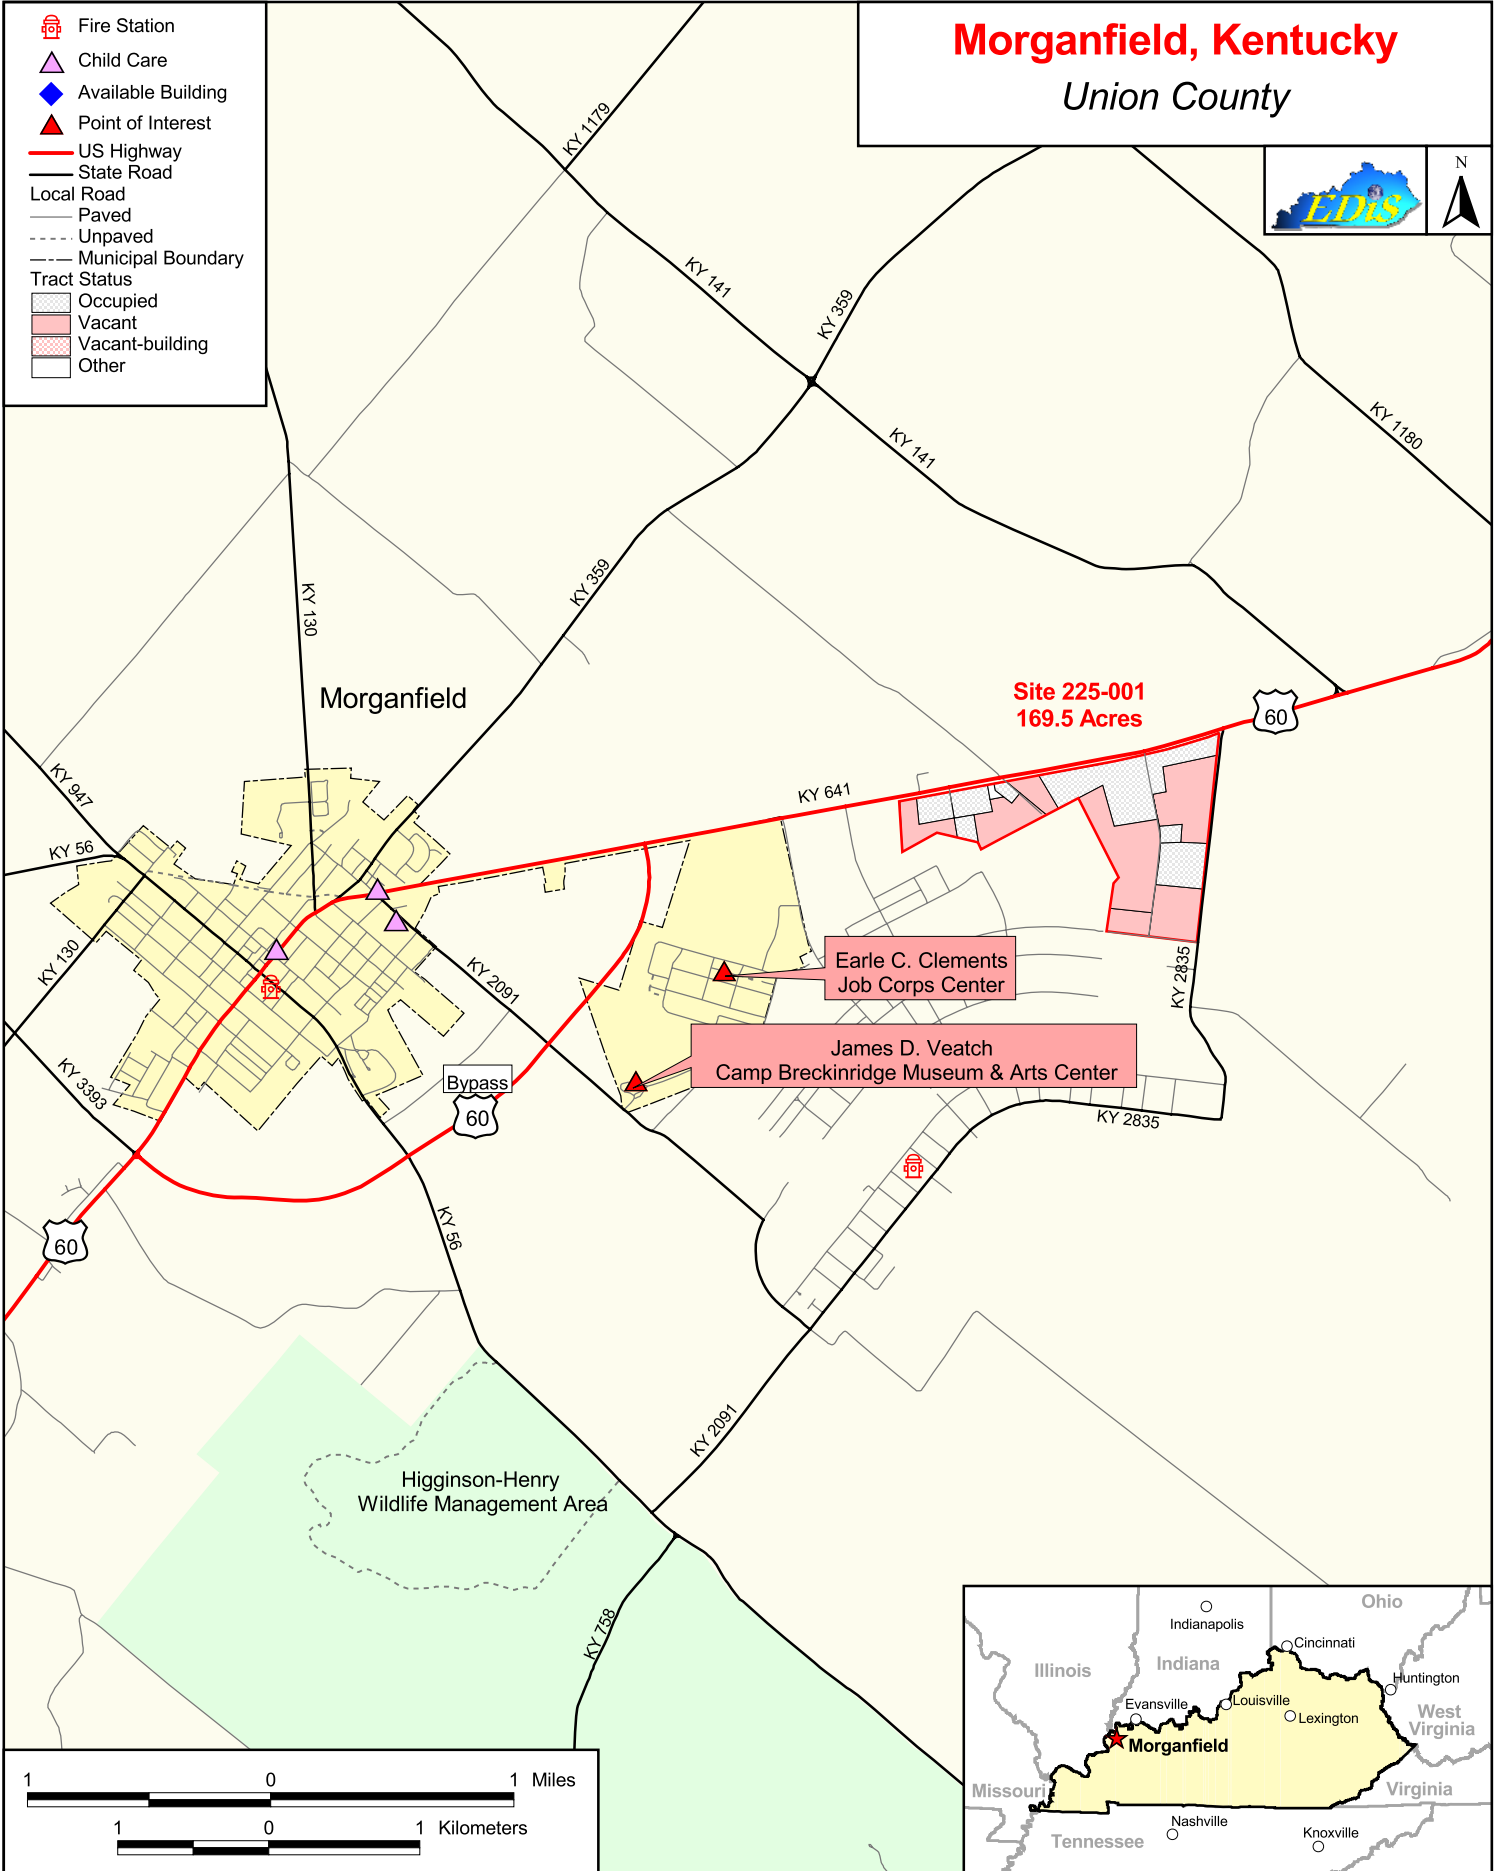 Fire Station
Child Care
Available Building
Point of Interest
US Highway
State Road
Local Road
Paved
Unpaved
Municipal Boundary
Tract Status
Occupied
Vacant
Vacant-building
Other
Morganfield, Kentucky
Union County
EDiS
N
KY 1179
KY 141
KY 359
KY 141
KY 1180
KY 359
KY 130
Morganfield
Site 225-001
169.5 Acres
60
KY 947
KY 641
KY 56
KY 130
KY 2091
KY 2835
Earle C. Clements
Job Corps Center
James D. Veatch
Camp Breckinridge Museum & Arts Center
KY 3393
Bypass
60
KY 2835
60
KY 56
KY 2091
Higginson-Henry
Wildlife Management Area
KY 758
1 0 1 Miles
1 0 1 Kilometers
Ohio
Indianapolis
Cincinnati
Illinois
Indiana
Huntington
Evansville
Louisville
Lexington
West
Virginia
Morganfield
Missouri
Virginia
Nashville
Tennessee
Knoxville